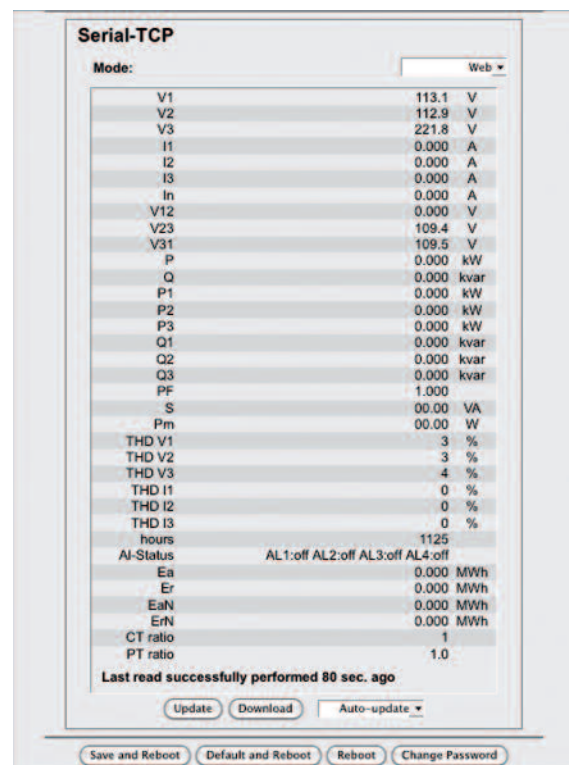 Serial-TCP
Mode: Web
V1 113.1 V
V2 112.9 V
V3 221.8 V
I1 0.000 A
I2 0.000 A
I3 0.000 A
In 0.000 A
V12 0.000 V
V23 109.4 V
V31 109.5 V
P 0.000 kW
Q 0.000 kvar
P1 0.000 kW
P2 0.000 kW
P3 0.000 kW
Q1 0.000 kvar
Q2 0.000 kvar
Q3 0.000 kvar
PF 1.000
S 00.00 VA
Pm 00.00 W
THD V1 3 %
THD V2 3 %
THD V3 4 %
THD I1 0 %
THD I2 0 %
THD I3 0 %
hours 1125
Al-Status AL1:off AL2:off AL3:off AL4:off
Ea 0.000 MWh
Er 0.000 MWh
EaN 0.000 MWh
ErN 0.000 MWh
CT ratio 1
PT ratio 1.0
Last read successfully performed 80 sec. ago
Update Download Auto-update
Save and Reboot Default and Reboot Reboot Change Password